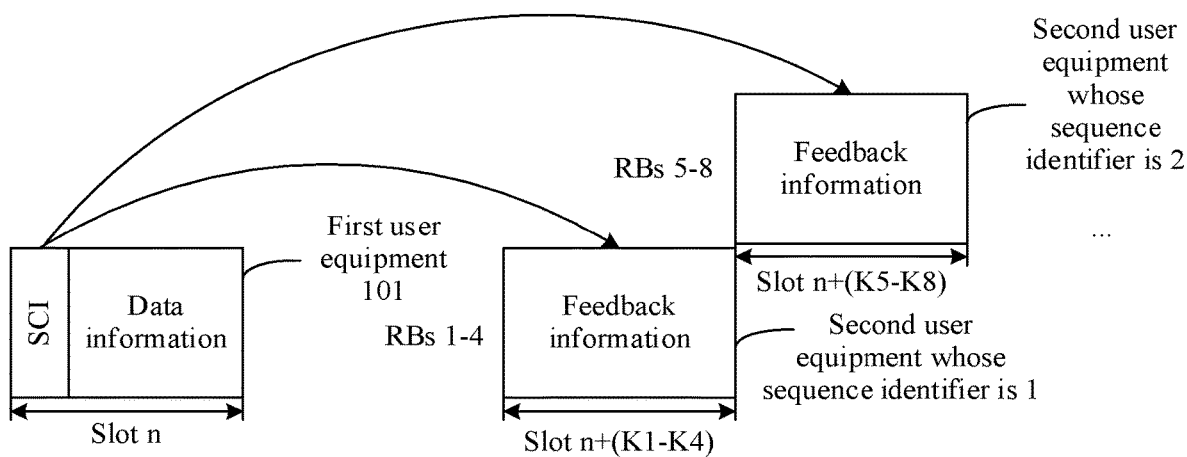 Second user
equipment
whose
sequence
identifier is 2
Feedback
information
RBs 5-8
...
Slot n+(K5-K8)
First user
equipment
101
SCI
Data
information
RBs 1-4
Feedback
information
Second user
equipment whose
sequence identifier is 1
Slot n
Slot n+(K1-K4)